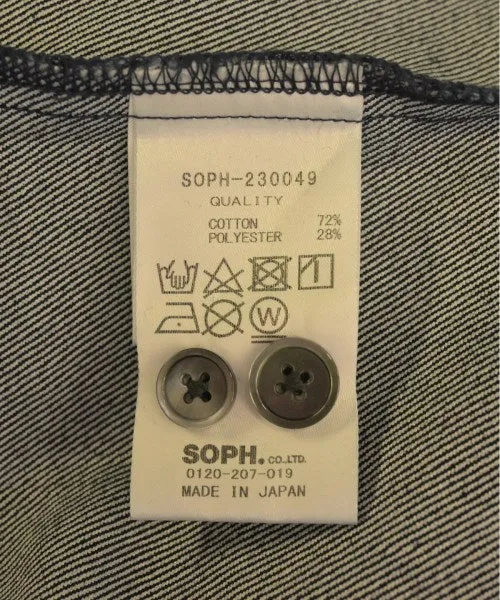 SOPH-230049
QUALITY
COTTON 72%
POLYESTER 28%
W
SOPH. CO.,LTD.
0120-207-019
MADE IN JAPAN